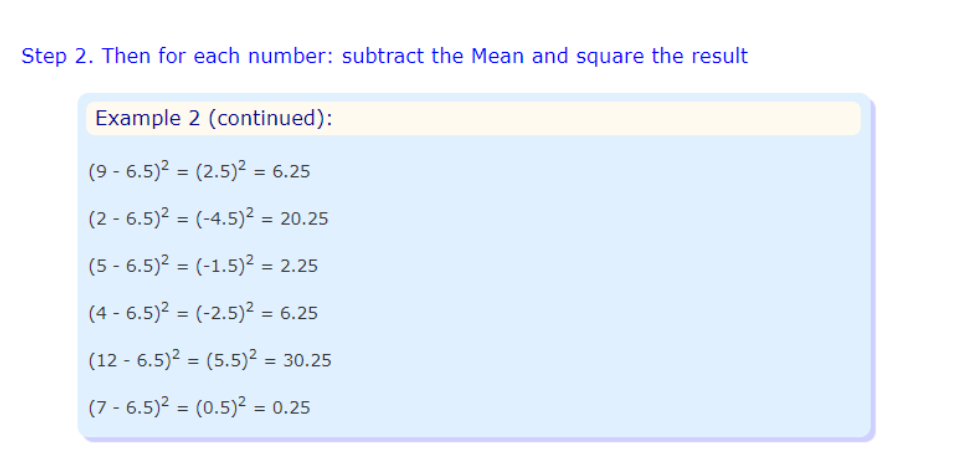 Step 2. Then for each number: subtract the Mean and square the result
Example 2 (continued):
(9 - 6.5)² = (2.5)² = 6.25
(2 - 6.5)² = (-4.5)² = 20.25
(5 - 6.5)² = (-1.5)² = 2.25
(4 - 6.5)² = (-2.5)² = 6.25
(12 - 6.5)² = (5.5)² = 30.25
(7 - 6.5)² = (0.5)² = 0.25